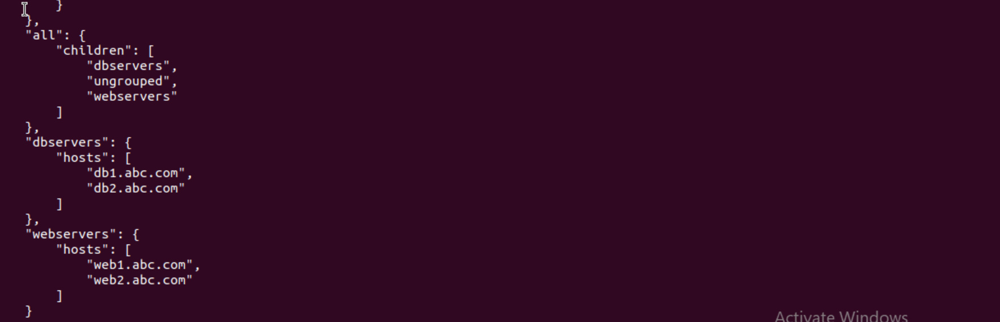 }
    },
    "all": {
        "children": [
            "dbservers",
            "ungrouped",
            "webservers"
        ]
    },
    "dbservers": {
        "hosts": [
            "db1.abc.com",
            "db2.abc.com"
        ]
    },
    "webservers": {
        "hosts": [
            "web1.abc.com",
            "web2.abc.com"
        ]
    }
Activate Windows